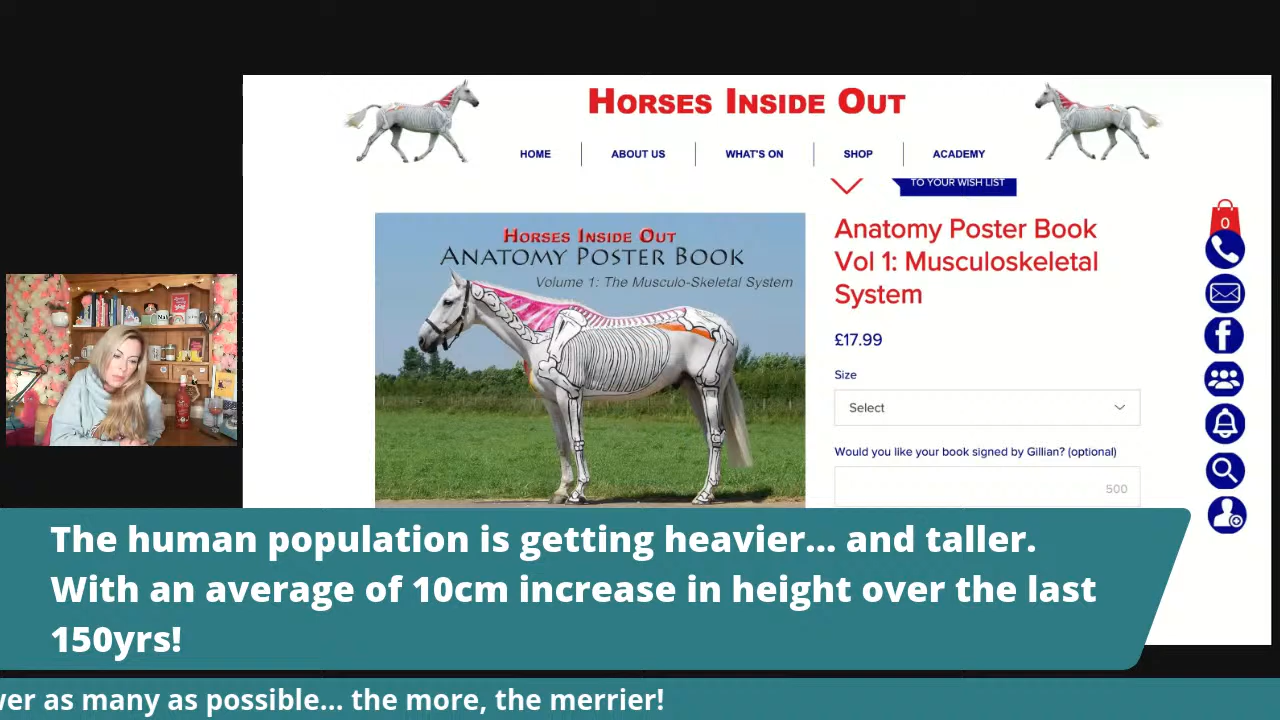 HORSES INSIDE OUT
HOME
ABOUT US
WHAT'S ON
SHOP
ACADEMY
TO YOUR WISH LIST
0
HORSES INSIDE OUT
ANATOMY POSTER BOOK
Volume 1: The Musculo-Skeletal System
Anatomy Poster Book
Vol 1: Musculoskeletal
System
£17.99
Size
Select
Would you like your book signed by Gillian? (optional)
500
The human population is getting heavier... and taller.
With an average of 10cm increase in height over the last
150yrs!
as many as possible... the more, the merrier!